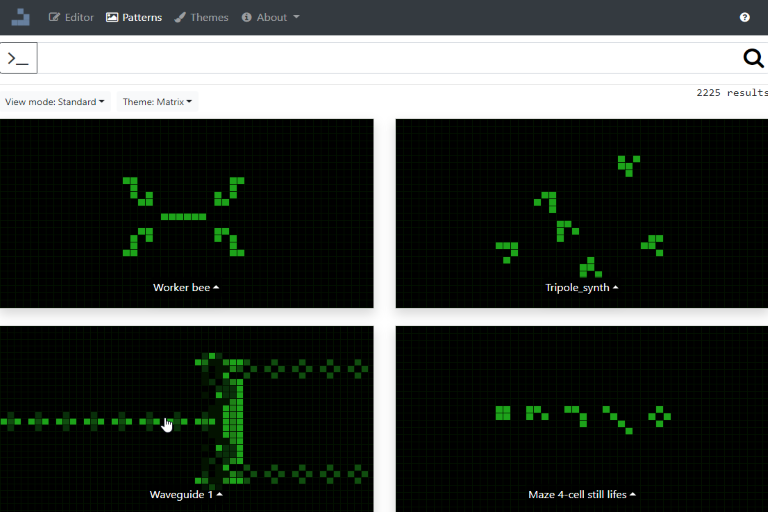 Editor Patterns Themes About
>_
2225 results
View mode: Standard Theme: Matrix
Worker bee
Tripole_synth
Waveguide 1
Maze 4-cell still lifes